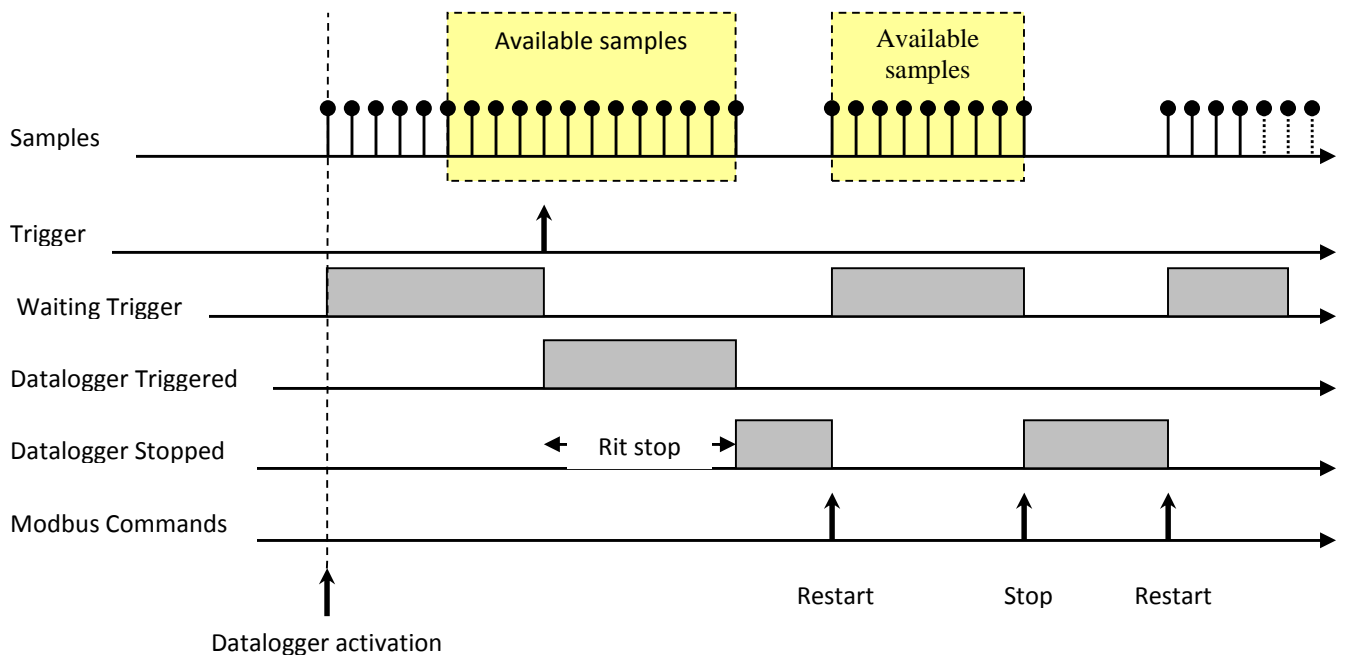 Available samples
Available
samples
Samples
Trigger
Waiting Trigger
Datalogger Triggered
Datalogger Stopped
Rit stop
Modbus Commands
Restart
Stop
Restart
Datalogger activation